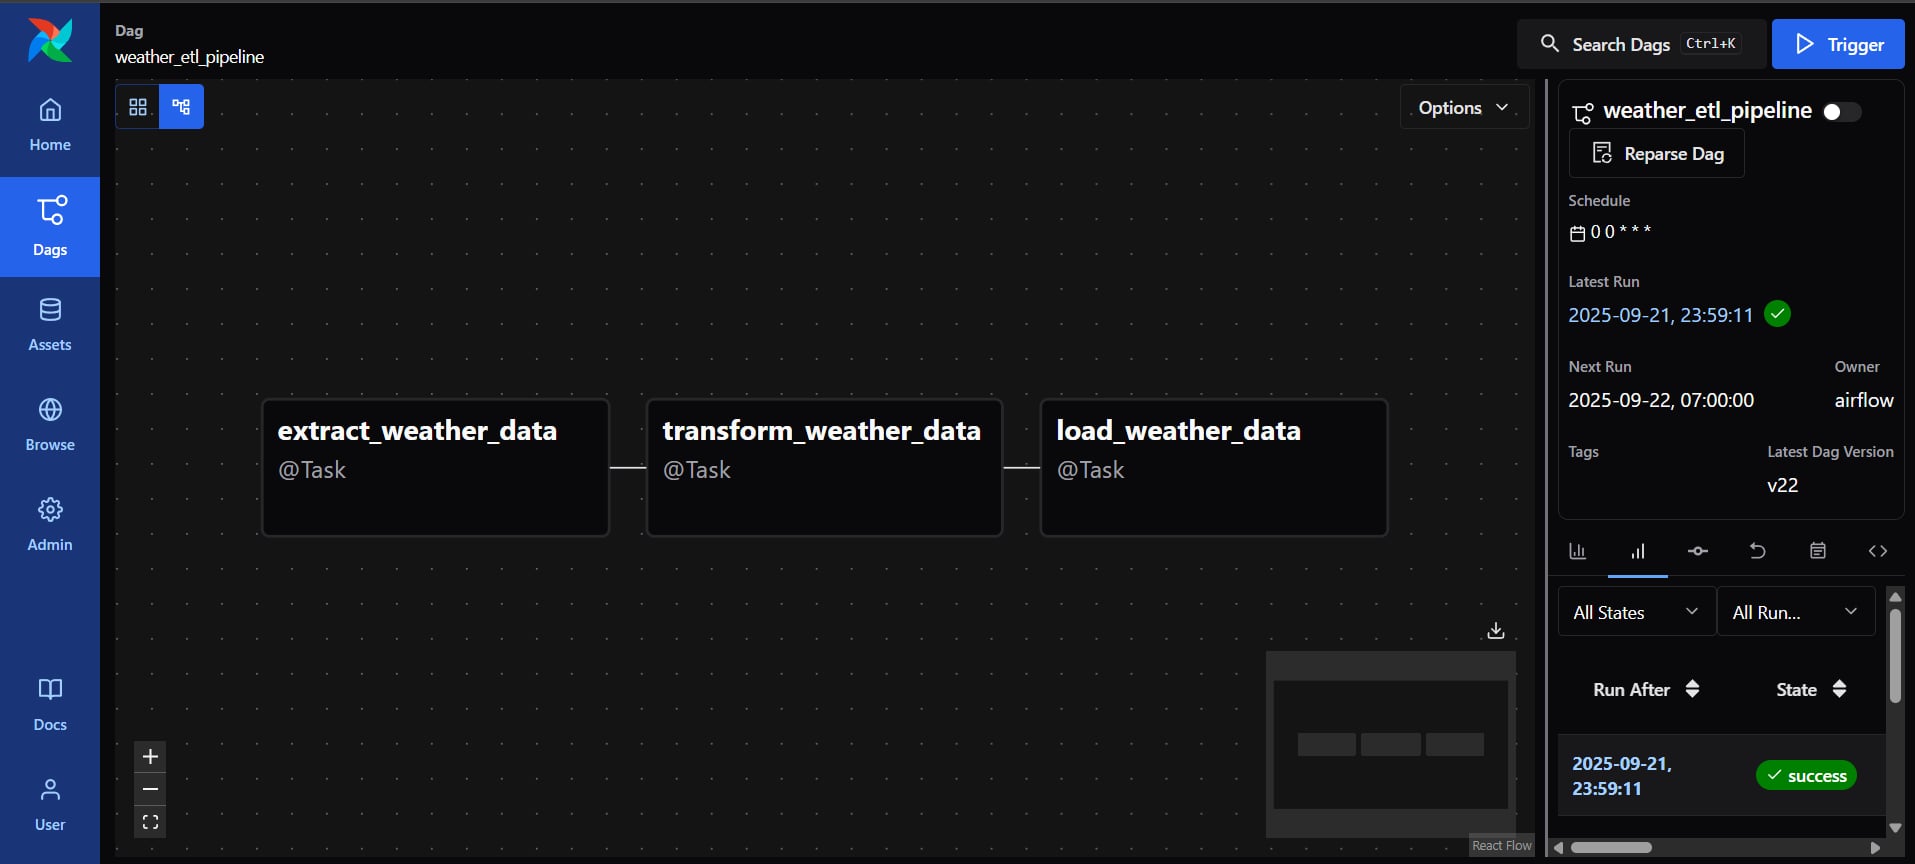 Dag
weather_etl_pipeline
Search Dags Ctrl+K
Trigger
Home
Dags
Assets
Browse
Admin
Docs
User
Options
extract_weather_data
@Task
transform_weather_data
@Task
load_weather_data
@Task
React Flow
weather_etl_pipeline
Reparse Dag
Schedule
0 0 * * *
Latest Run
2025-09-21, 23:59:11
Next Run
Owner
2025-09-22, 07:00:00
airflow
Tags
Latest Dag Version
v22
All States
All Run...
Run After
State
2025-09-21,
23:59:11
success